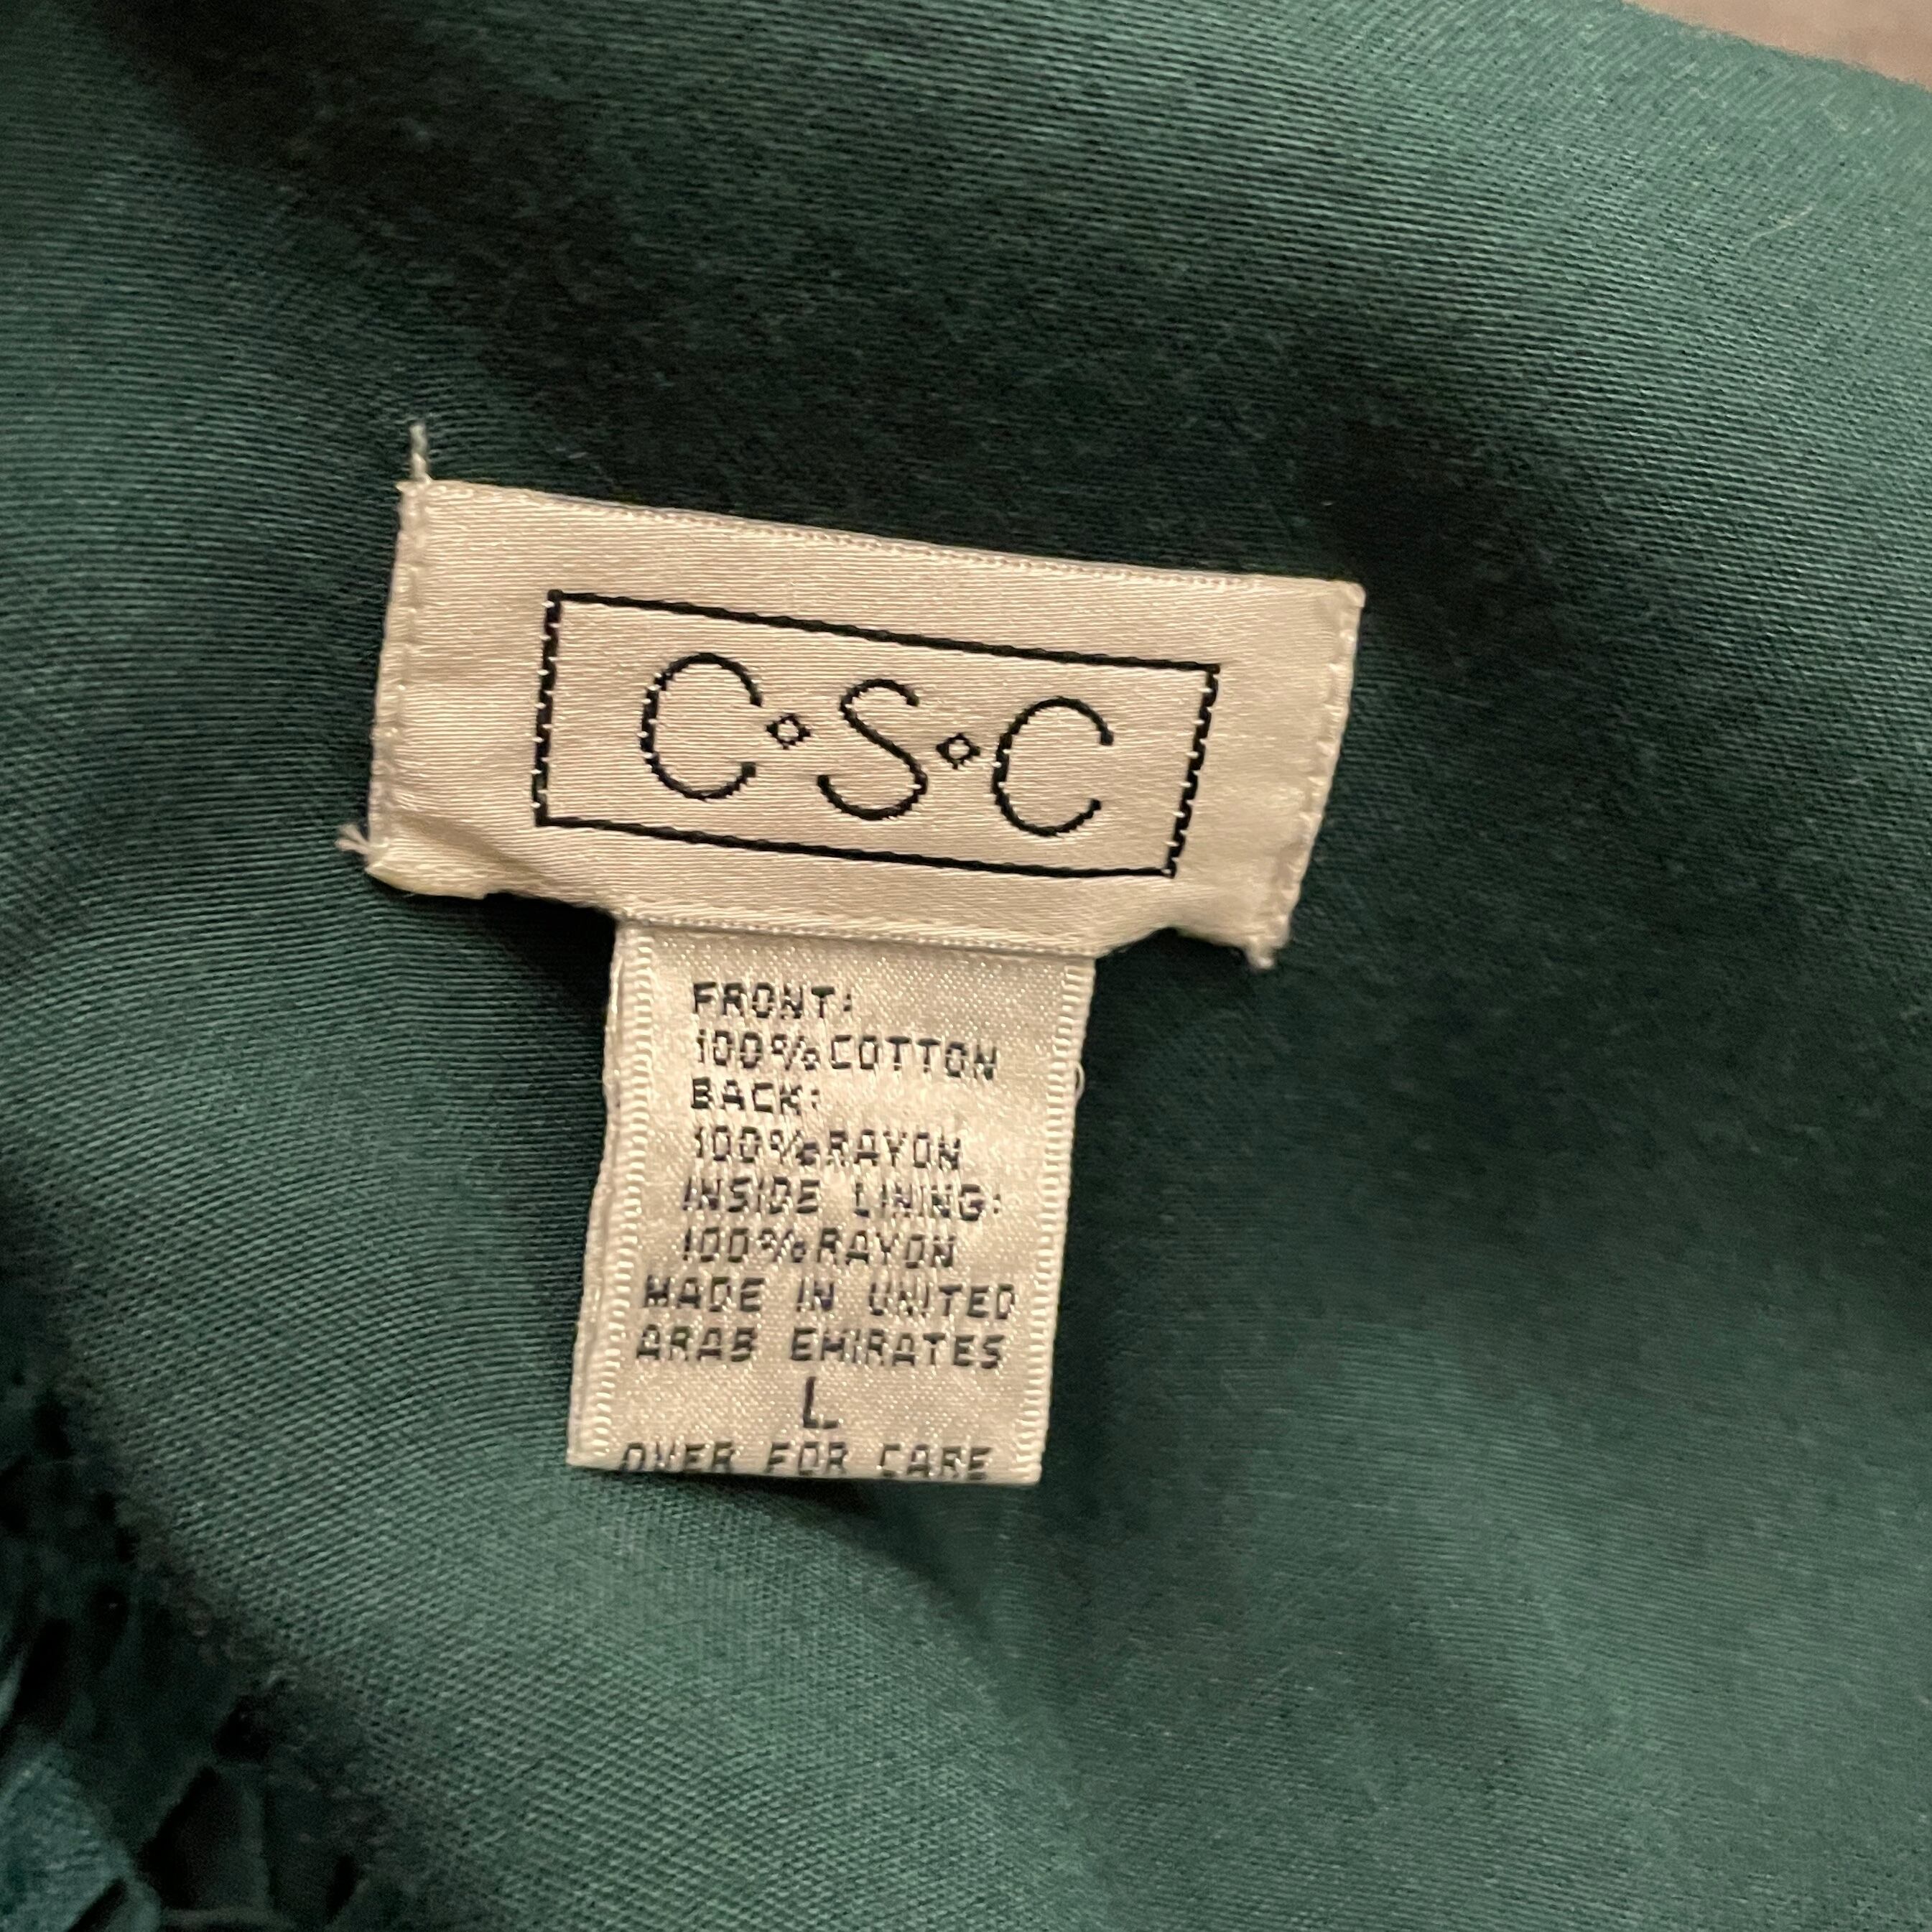 C◇S◇C
FRONT:
100%COTTON
BACK:
100%RAYON
INSIDE LINING:
100%RAYON
MADE IN UNITED
ARAB EMIRATES
L
OVER FOR CARE